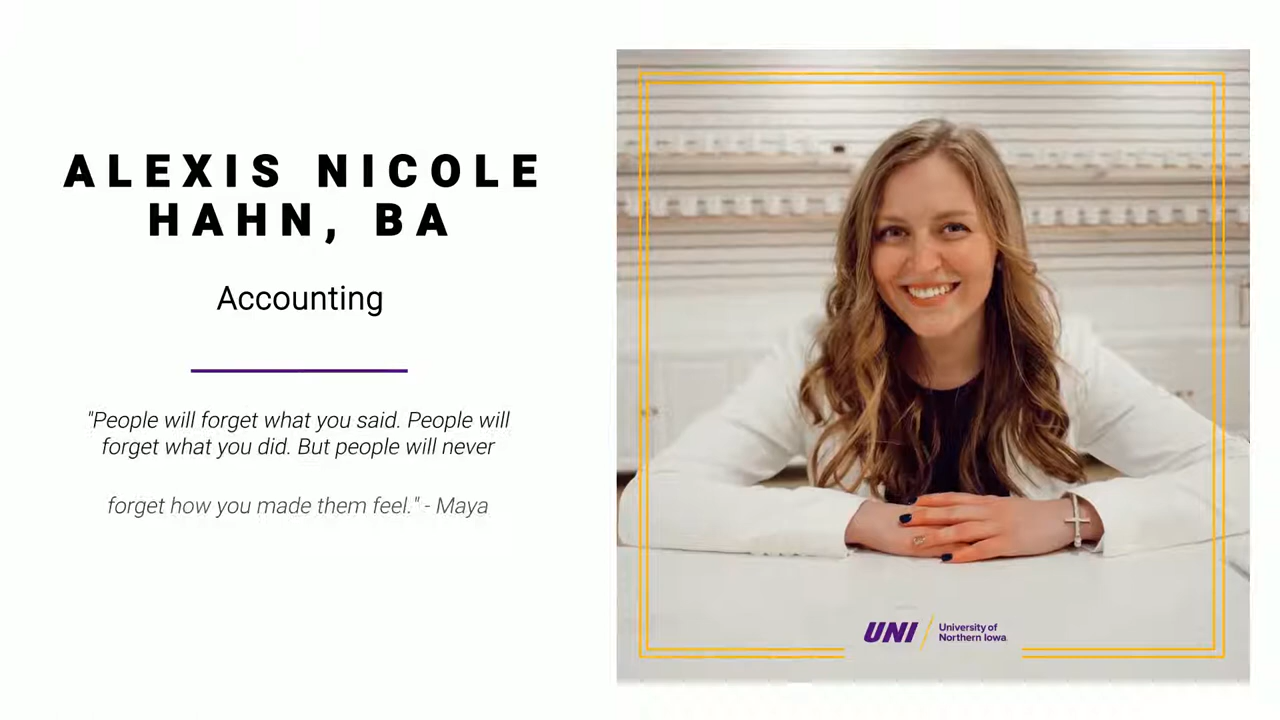 ALEXIS NICOLE
HAHN, BA
Accounting
"People will forget what you said. People will
forget what you did. But people will never
forget how you made them feel." - Maya
UNI
University of
Northern Iowa